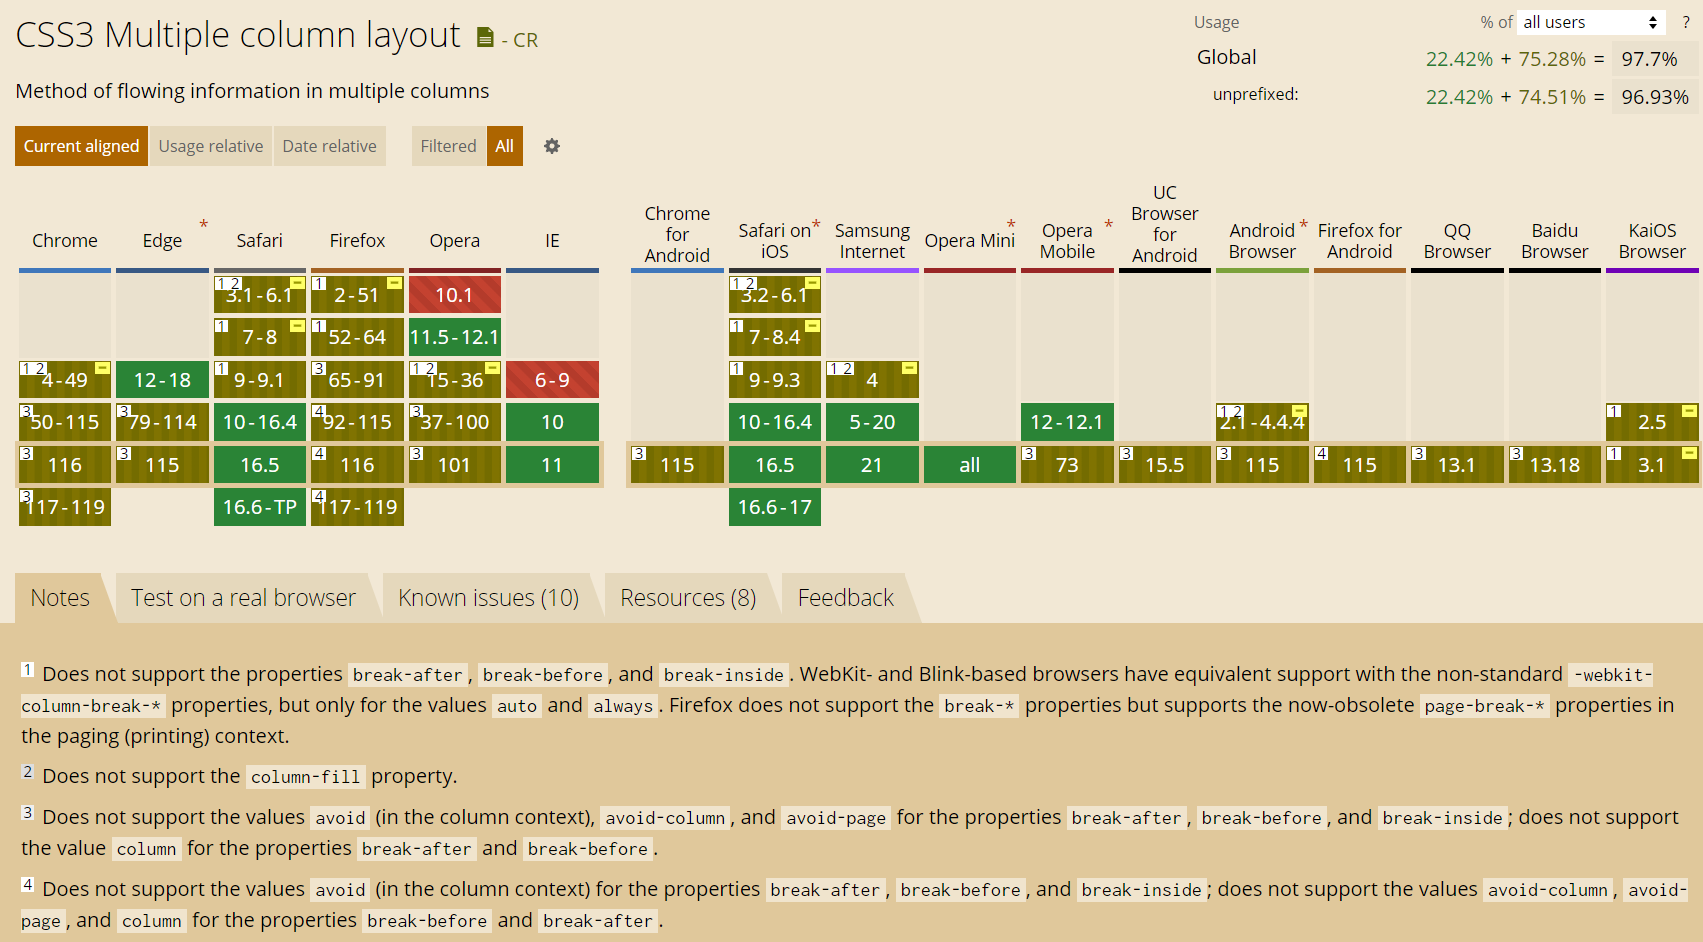 CSS3 Multiple column layout - CR
Usage % of all users ?
Global 22.42% + 75.28% = 97.7%
unprefixed: 22.42% + 74.51% = 96.93%
Method of flowing information in multiple columns
Current aligned Usage relative Date relative Filtered All
Chrome Edge * Safari Firefox Opera IE Chrome for Android Safari on iOS * Samsung Internet Opera Mini * Opera Mobile * UC Browser for Android Android Browser * Firefox for Android QQ Browser Baidu Browser KaiOS Browser
1 2 3.1-6.1 1 2-51 10.1 1 2 3.2-6.1
1 7-8 1 52-64 11.5-12.1 1 7-8.4
1 2 4-49 12-18 1 9-9.1 3 65-91 1 2 15-36 6-9 1 9-9.3 1 2 4
3 50-115 3 79-114 10-16.4 4 92-115 3 37-100 10 10-16.4 5-20 12-12.1 1 2 2.1-4.4.4 1 2.5
3 116 3 115 16.5 4 116 3 101 11 3 115 16.5 21 all 3 73 3 15.5 3 115 4 115 3 13.1 3 13.18 1 3.1
3 117-119 16.6-TP 4 117-119 16.6-17
Notes Test on a real browser Known issues (10) Resources (8) Feedback
1 Does not support the properties break-after, break-before, and break-inside. WebKit- and Blink-based browsers have equivalent support with the non-standard -webkit-
column-break-* properties, but only for the values auto and always. Firefox does not support the break-* properties but supports the now-obsolete page-break-* properties in
the paging (printing) context.
2 Does not support the column-fill property.
3 Does not support the values avoid (in the column context), avoid-column, and avoid-page for the properties break-after, break-before, and break-inside; does not support
the value column for the properties break-after and break-before.
4 Does not support the values avoid (in the column context) for the properties break-after, break-before, and break-inside; does not support the values avoid-column, avoid-
page, and column for the properties break-before and break-after.